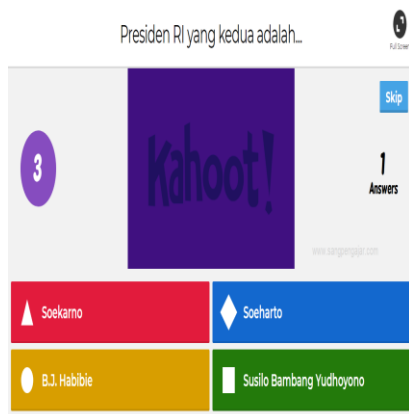 Presiden RI yang kedua adalah...
Full Screen
Skip
3
Kahoot!
1
Answers
www.sangpengajar.com
Soekarno
Soeharto
B.J. Habibie
Susilo Bambang Yudhoyono